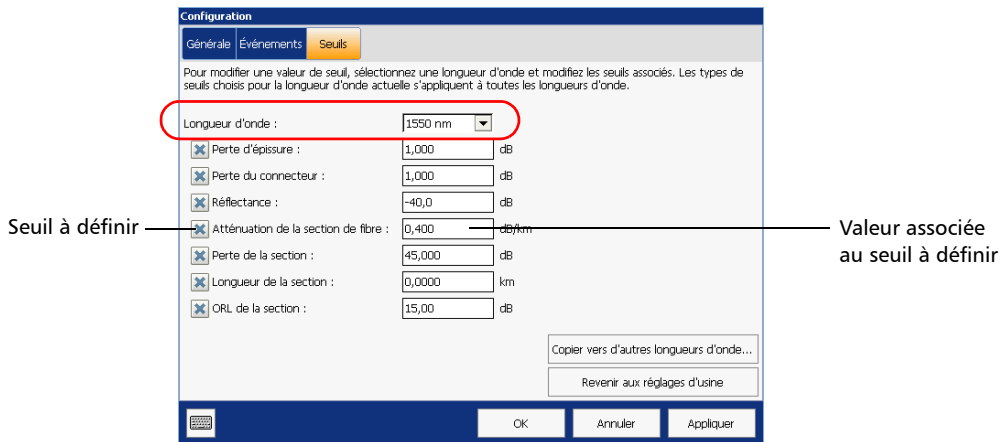 Configuration
Générale Événements Seuils
Pour modifier une valeur de seuil, sélectionnez une longueur d'onde et modifiez les seuils associés. Les types de
seuils choisis pour la longueur d'onde actuelle s'appliquent à toutes les longueurs d'onde.
Longueur d'onde : 1550 nm
Perte d'épissure : 1,000 dB
Perte du connecteur : 1,000 dB
Réflectance : -40,0 dB
Seuil à définir
Atténuation de la section de fibre : 0,400 dB/km
Valeur associée
au seuil à définir
Perte de la section : 45,000 dB
Longueur de la section : 0,0000 km
ORL de la section : 15,00 dB
Copier vers d'autres longueurs d'onde...
Revenir aux réglages d'usine
OK Annuler Appliquer